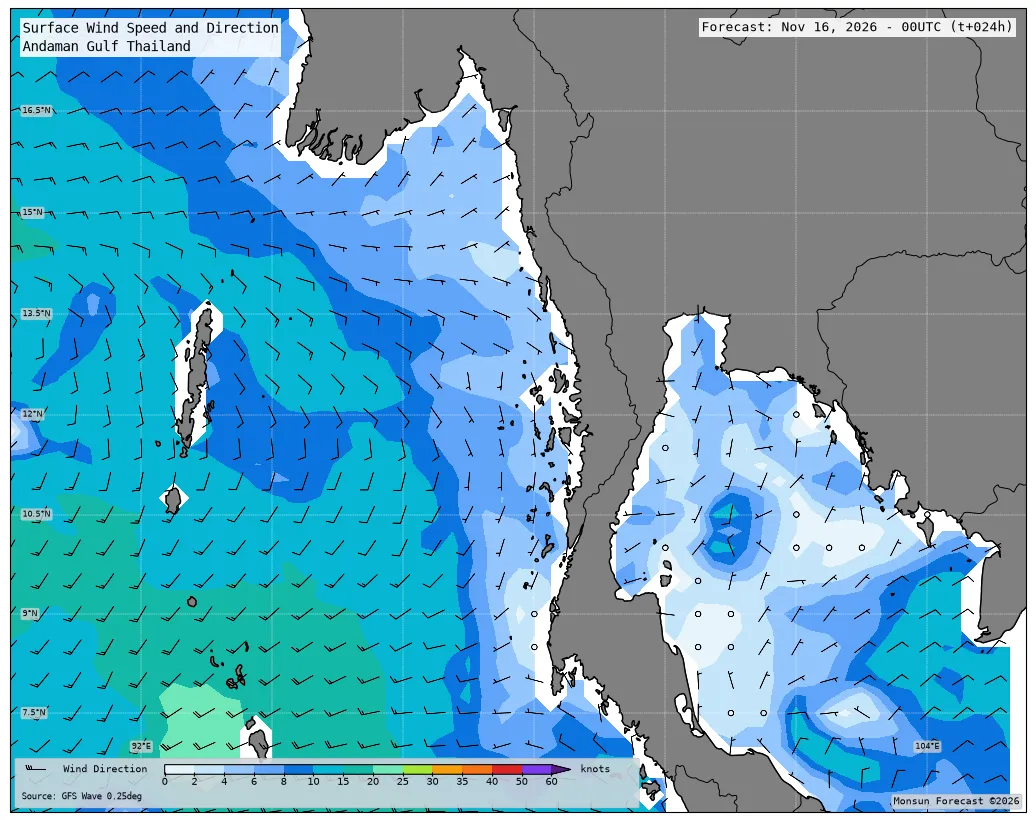 Surface Wind Speed and Direction
Andaman Gulf Thailand
Forecast: Nov 16, 2026 - 00UTC (t+024h)
16.5°N
15°N
13.5°N
12°N
10.5°N
9°N
7.5°N
92°E
104°E
Wind Direction
0 2 4 6 8 10 15 20 25 30 35 40 50 60
knots
Source: GFS Wave 0.25deg
Monsun Forecast ©2026